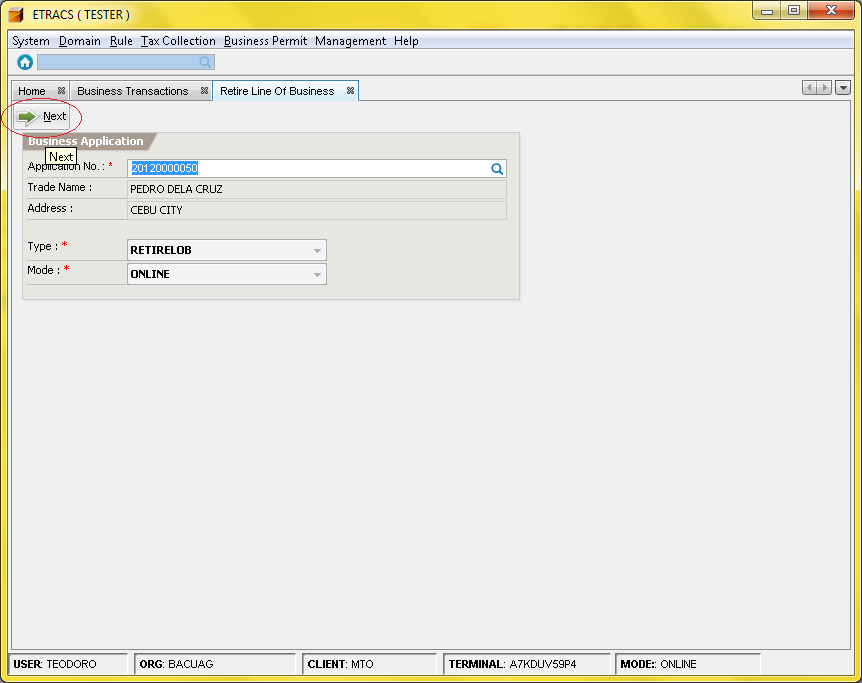 ETRACS ( TESTER )
System Domain Rule Tax Collection Business Permit Management Help
Home Business Transactions Retire Line Of Business
Next
Business Application
Next
Application No. : * 20120000050
Trade Name : PEDRO DELA CRUZ
Address : CEBU CITY
Type : * RETIRELOB
Mode : * ONLINE
USER: TEODORO ORG: BACUAG CLIENT: MTO TERMINAL: A7KDUV59P4 MODE:: ONLINE